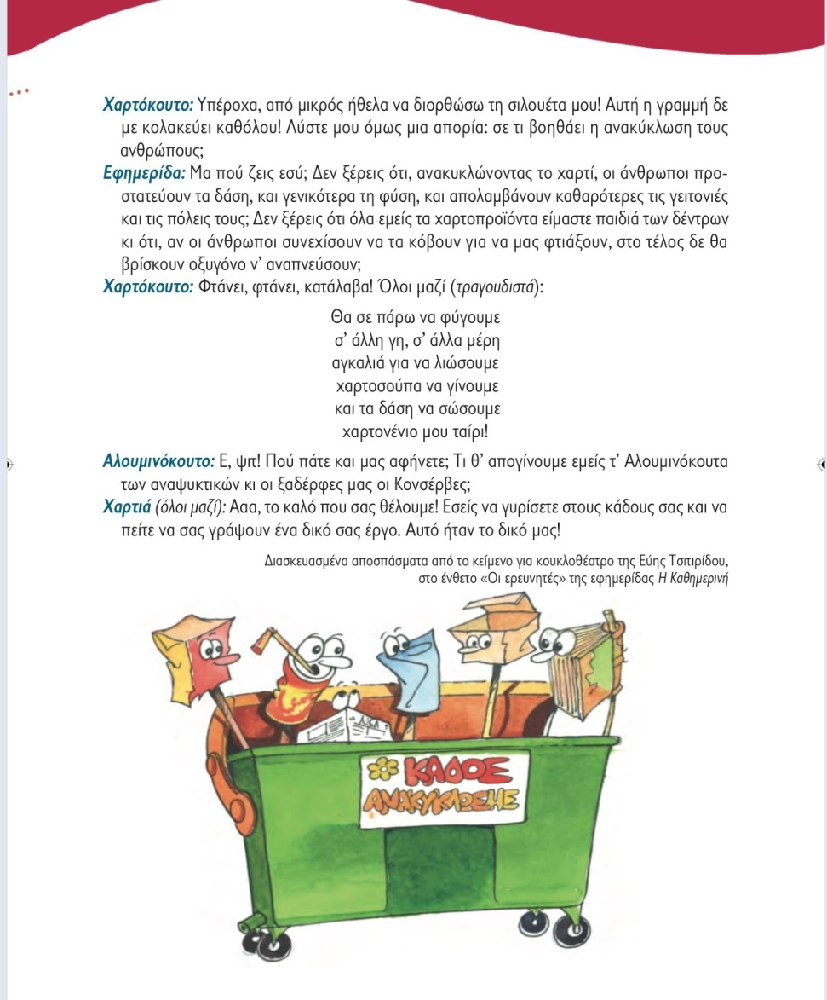 Χαρτόκουτο: Υπέροχα, από μικρός ήθελα να διορθώσω τη σιλουέτα μου! Αυτή η γραμμή δε
με κολακεύει καθόλου! Λύστε μου όμως μια απορία: σε τι βοηθάει η ανακύκλωση τους
ανθρώπους;
Εφημερίδα: Μα πού ζεις εσύ; Δεν ξέρεις ότι, ανακυκλώνοντας το χαρτί, οι άνθρωποι προ-
στατεύουν τα δάση, και γενικότερα τη φύση, και απολαμβάνουν καθαρότερες τις γειτονιές
και τις πόλεις τους; Δεν ξέρεις ότι όλα εμείς τα χαρτοπροϊόντα είμαστε παιδιά των δέντρων
κι ότι, αν οι άνθρωποι συνεχίσουν να τα κόβουν για να μας φτιάξουν, στο τέλος δε θα
βρίσκουν οξυγόνο ν’ αναπνεύσουν;
Χαρτόκουτο: Φτάνει, φτάνει, κατάλαβα! Όλοι μαζί (τραγουδιστά):
Θα σε πάρω να φύγουμε
σ’ άλλη γη, σ’ άλλα μέρη
αγκαλιά για να λιώσουμε
χαρτοσούπα να γίνουμε
και τα δάση να σώσουμε
χαρτονένιο μου ταίρι!
Αλουμινόκουτο: Ε, ψιτ! Πού πάτε και μας αφήνετε; Τι θ’ απογίνουμε εμείς τ’ Αλουμινόκουτα
των αναψυκτικών κι οι ξαδέρφες μας οι Κονσέρβες;
Χαρτιά (όλοι μαζί): Ααα, το καλό που σας θέλουμε! Εσείς να γυρίσετε στους κάδους σας και να
πείτε να σας γράψουν ένα δικό σας έργο. Αυτό ήταν το δικό μας!
Διασκευασμένα αποσπάσματα από το κείμενο για κουκλοθέατρο της Εύης Τσιτιρίδου,
στο ένθετο «Οι ερευνητές» της εφημερίδας Η Καθημερινή
ΚΑΔΟΣ
ΑΝΑΚΥΚΛΩΣΗΣ